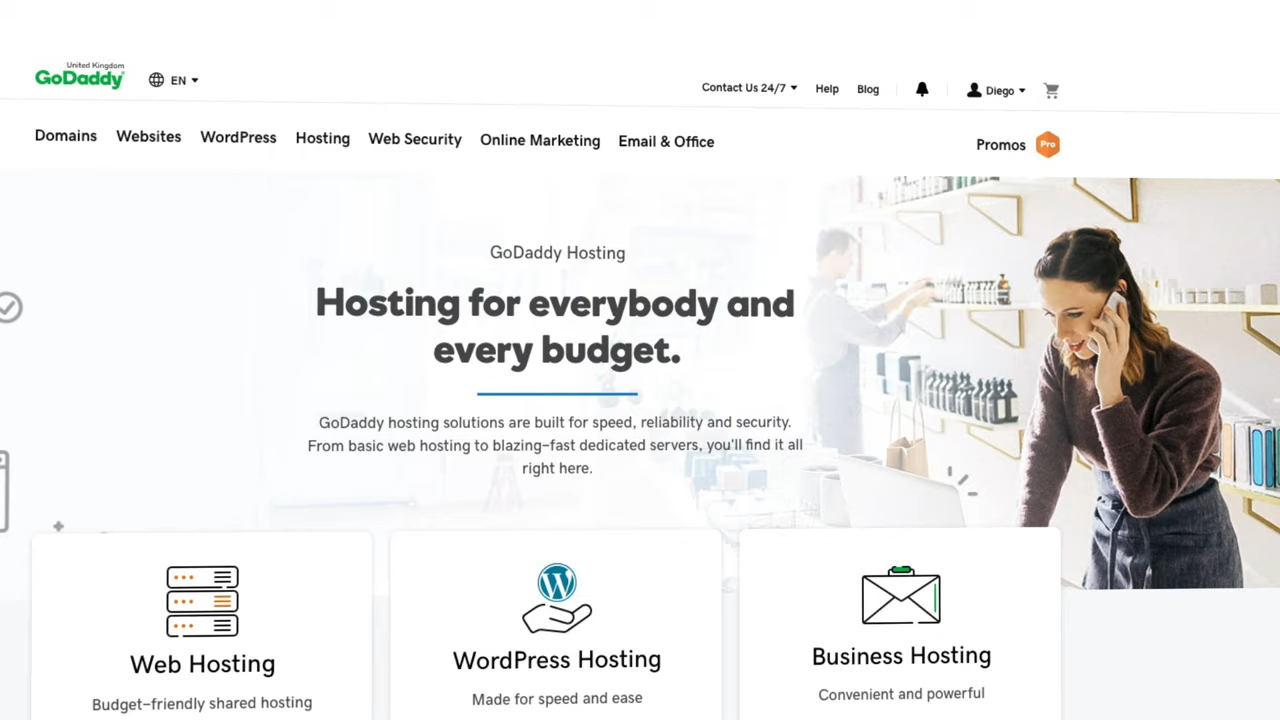 United Kingdom
GoDaddy
EN
Contact Us 24/7
Help
Blog
Diego
Domains
Websites
WordPress
Hosting
Web Security
Online Marketing
Email & Office
Promos
Pro
GoDaddy Hosting
Hosting for everybody and
every budget.
GoDaddy hosting solutions are built for speed, reliability and security.
From basic web hosting to blazing-fast dedicated servers, you'll find it all
right here.
Web Hosting
Budget-friendly shared hosting
WordPress Hosting
Made for speed and ease
Business Hosting
Convenient and powerful